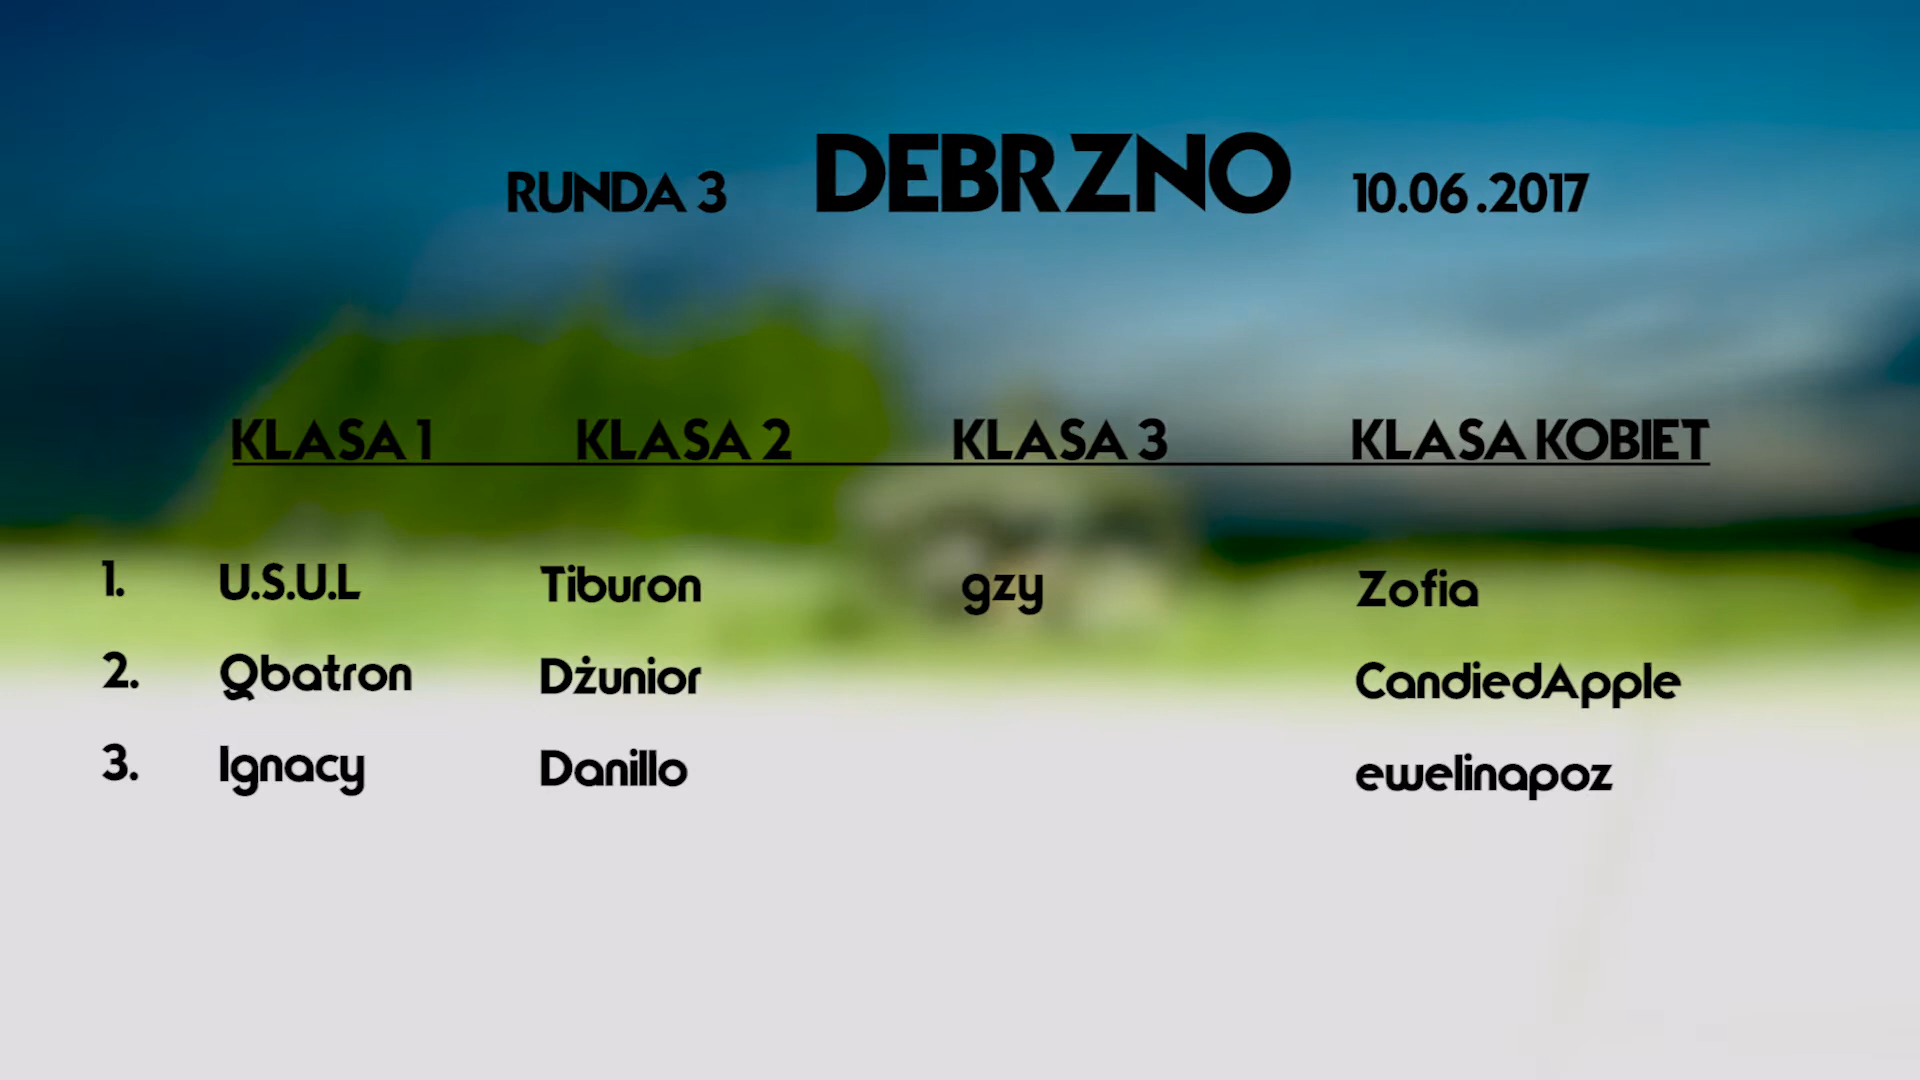 RUNDA 3 DEBRZNO 10.06.2017
KLASA 1 KLASA 2 KLASA 3 KLASA KOBIET
1. U.S.U.L Tiburon gzy Zofia
2. Qbatron Dżunior CandiedApple
3. Ignacy Danillo ewelinapoz